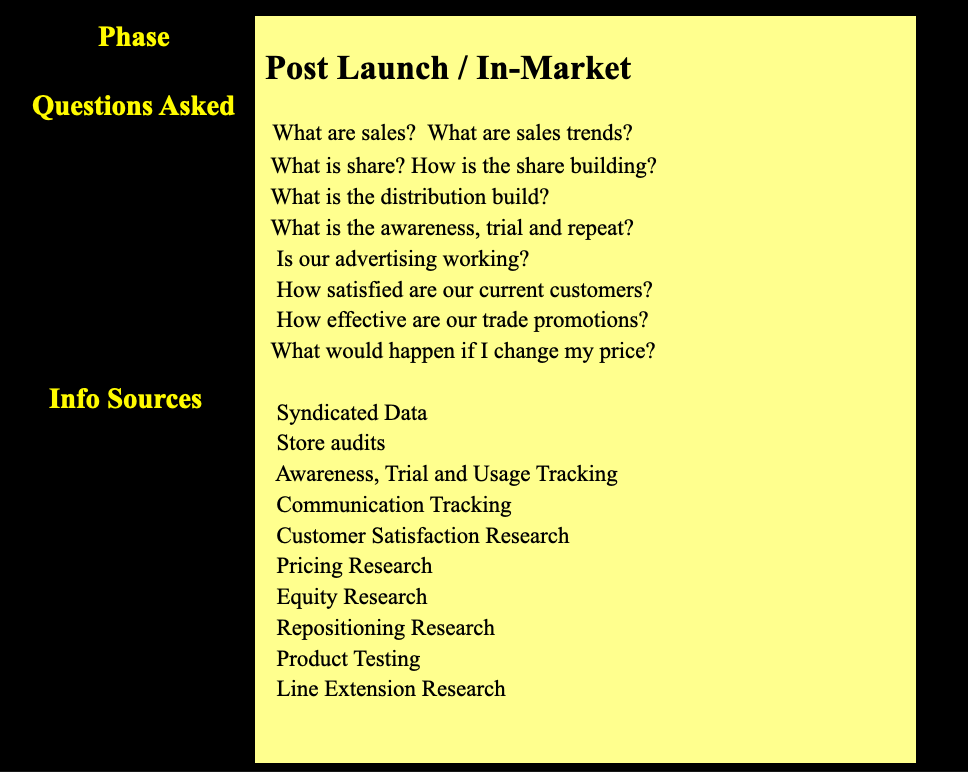 Phase
Post Launch / In-Market
Questions Asked
What are sales?  What are sales trends?
What is share? How is the share building?
What is the distribution build?
What is the awareness, trial and repeat?
Is our advertising working?
How satisfied are our current customers?
How effective are our trade promotions?
What would happen if I change my price?
Info Sources
Syndicated Data
Store audits
Awareness, Trial and Usage Tracking
Communication Tracking
Customer Satisfaction Research
Pricing Research
Equity Research
Repositioning Research
Product Testing
Line Extension Research